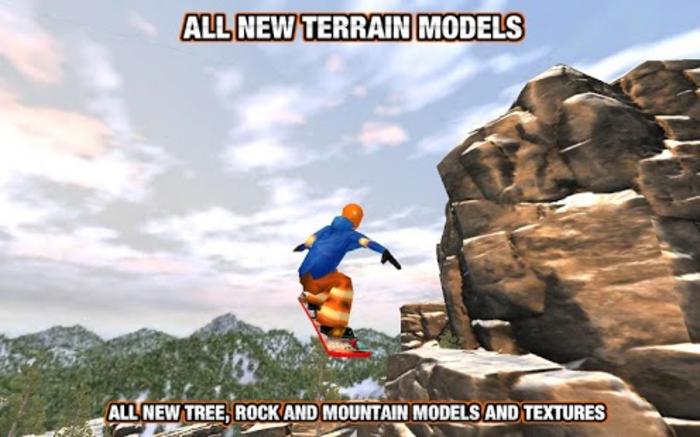 ALL NEW TERRAIN MODELS
ALL NEW TREE, ROCK AND MOUNTAIN MODELS AND TEXTURES